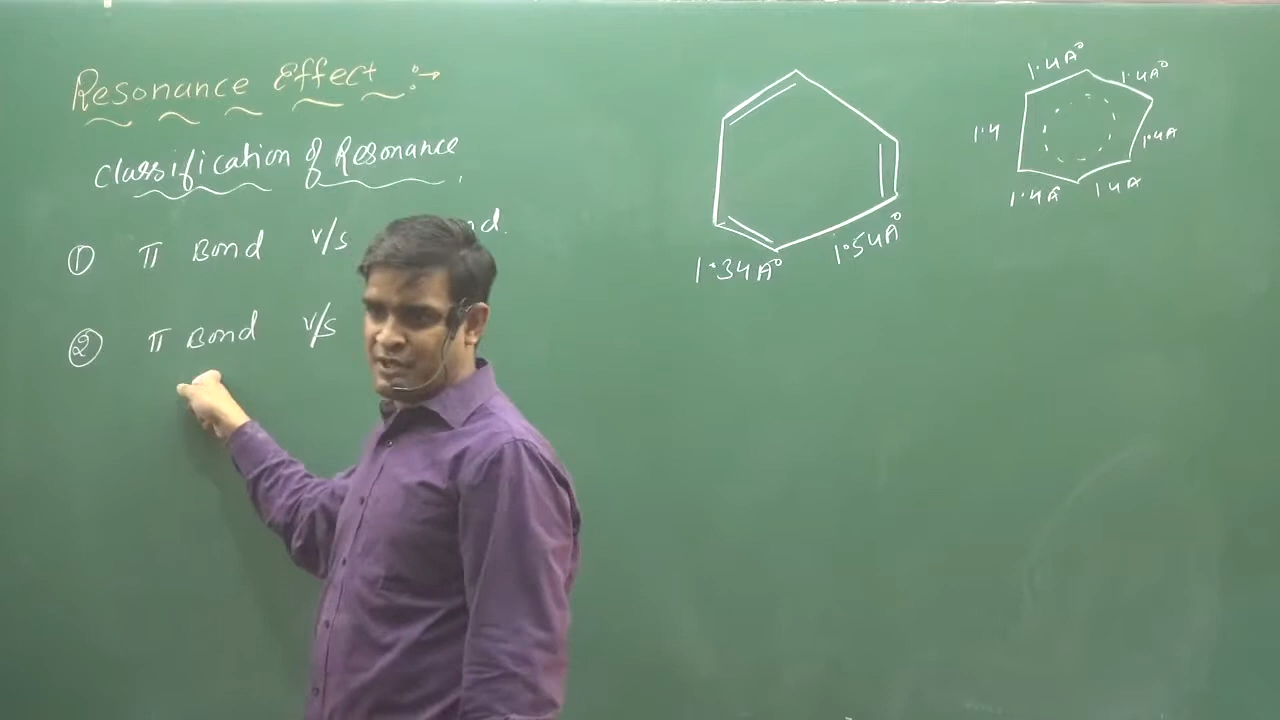 Resonance Effect :→
Classification of Resonance
① π Bond v/s nd.
② π Bond v/s
1.34A° 1.54A°
1.4A° 1.4A°
1.4 1.4A
1.4A 1.4A